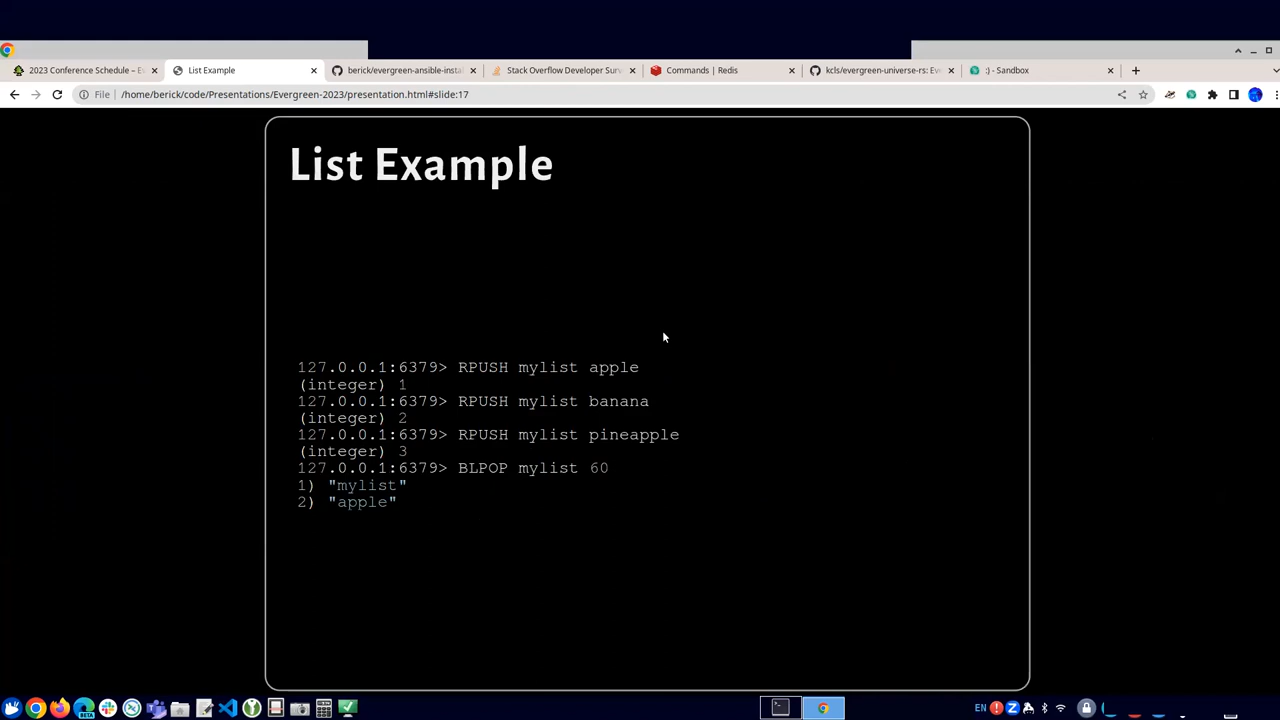 2023 Conference Schedule – E
List Example
berick/evergreen-ansible-insta
Stack Overflow Developer Surv
Commands | Redis
kcls/evergreen-universe-rs: Ev
:) - Sandbox
File
/home/berick/code/Presentations/Evergreen-2023/presentation.html#slide:17
List Example
127.0.0.1:6379> RPUSH mylist apple
(integer) 1
127.0.0.1:6379> RPUSH mylist banana
(integer) 2
127.0.0.1:6379> RPUSH mylist pineapple
(integer) 3
127.0.0.1:6379> BLPOP mylist 60
1) "mylist"
2) "apple"
BETA
EN